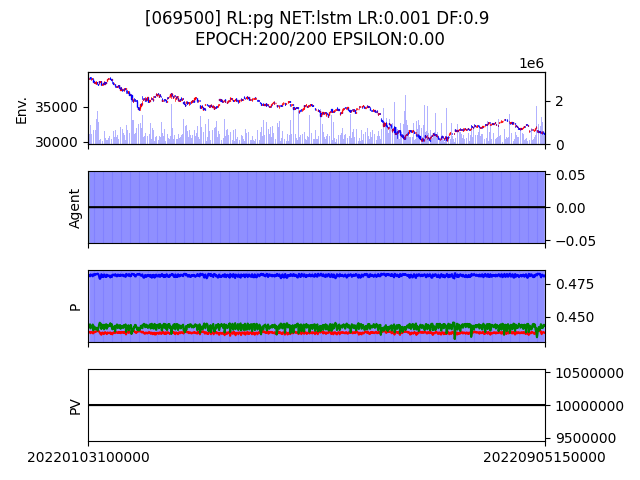 [069500] RL:pg NET:lstm LR:0.001 DF:0.9
EPOCH:200/200 EPSILON:0.00
1e6
Env.
35000
30000
2
0
Agent
0.05
0.00
−0.05
P
0.475
0.450
PV
10500000
10000000
9500000
20220103100000
20220905150000